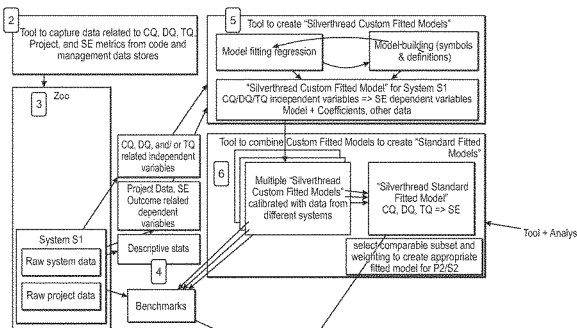 2
Tool to capture data related to CQ, DQ, TQ,
Project, and SE metrics from code and
management data stores
3
Zoc
CQ, DQ, and/ or TQ
related independent
variables
Project Data, SE
Outcome related
dependent
variables
Descriptive stats
System S1
Raw system data
Raw project data
4
Benchmarks
5
Tool to create "Silverthread Custom Fitted Models"
Model fitting regression
Model-building (symbols
& definitions)
"Silverthread Custom Fitted Model" for System S1
CQ/DQ/TQ independent variables => SE dependent variables
Model + Coefficients, other data
Tool to combine Custom Fitted Models to create "Standard Fitted
Models"
6
Multiple "Silverthread
Custom Fitted Models"
calibrated with data from
different systems
"Silverthread Standard
Fitted Model"
CQ, DQ, TQ => SE
select comparable subset and
weighting to create appropriate
fitted model for P2/S2
Tool + Analys